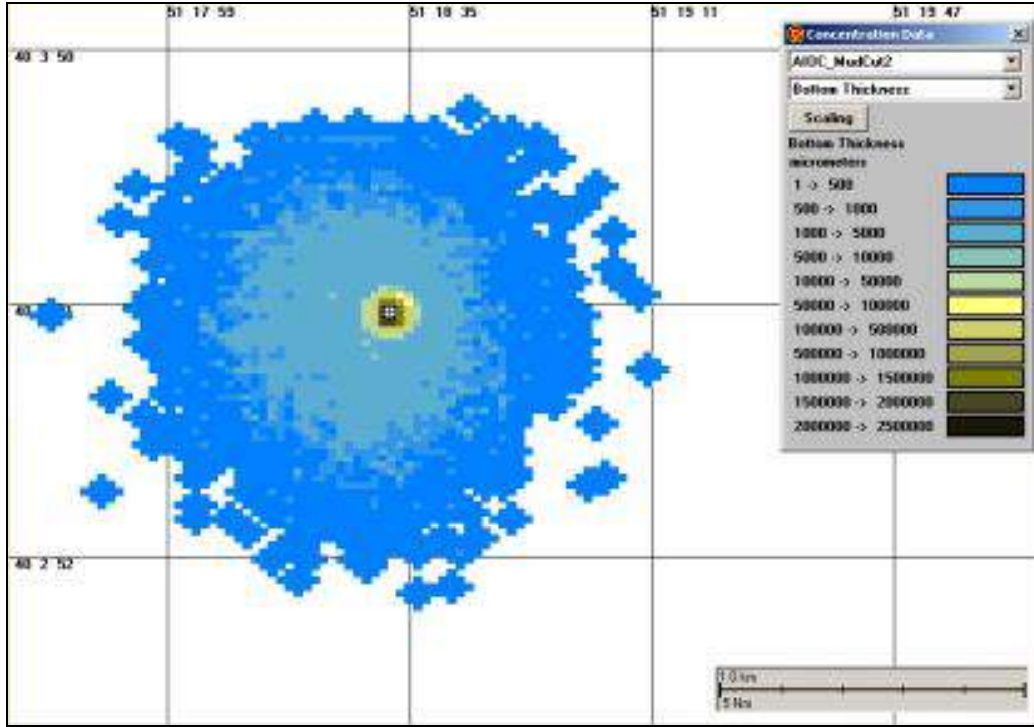 51 17 59
51 18 35
51 19 11
51 19 47
40 3 50
40
40 2 52
Concentration Data
AIOC_MudCut2
Bottom Thickness
Scaling
Bottom Thickness
micrometers
1 -> 500
500 -> 1000
1000 -> 5000
5000 -> 10000
10000 -> 50000
50000 -> 100000
100000 -> 500000
500000 -> 1000000
1000000 -> 1500000
1500000 -> 2000000
2000000 -> 2500000
1.0 km
.5 Nm